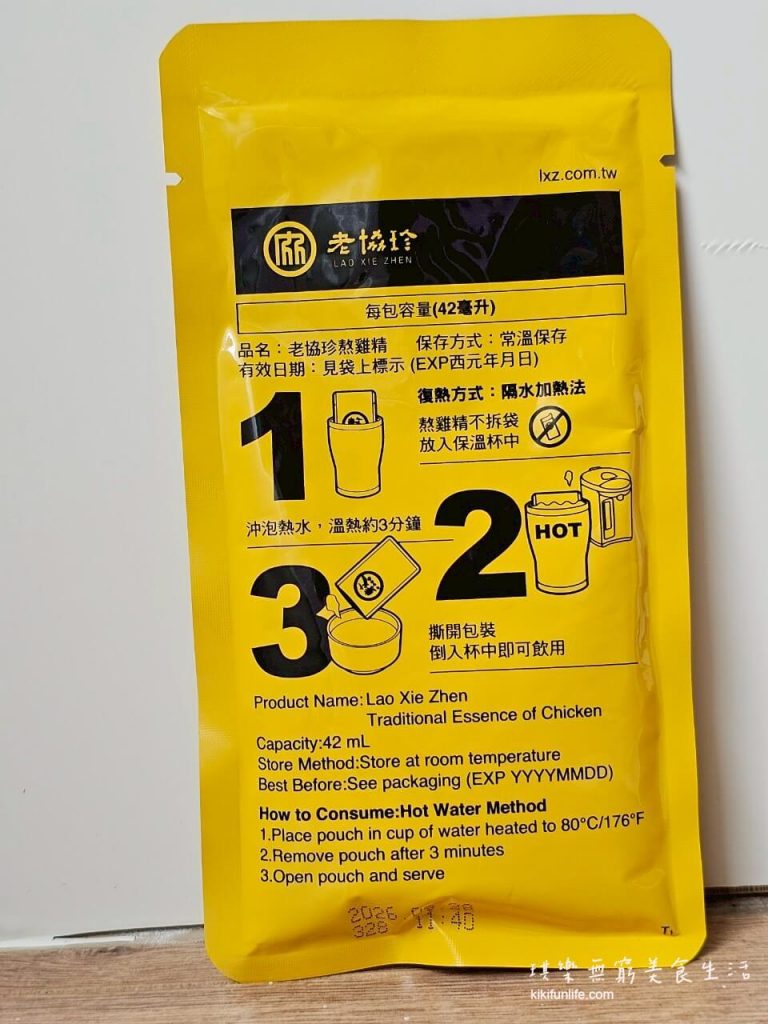 lxz.com.tw
老協珍
LAO XIE ZHEN
每包容量(42毫升)
品名：老協珍熬雞精 保存方式：常溫保存
有效日期：見袋上標示 (EXP西元年月日)
復熱方式：隔水加熱法
1
熬雞精不拆袋
放入保溫杯中
沖泡熱水，溫熱約3分鐘
2
HOT
3
撕開包裝
倒入杯中即可飲用
Product Name: Lao Xie Zhen
Traditional Essence of Chicken
Capacity:42 mL
Store Method:Store at room temperature
Best Before:See packaging (EXP YYYYMMDD)
How to Consume:Hot Water Method
1.Place pouch in cup of water heated to 80°C/176°F
2.Remove pouch after 3 minutes
3.Open pouch and serve
2026
328 11:40
璞樂無窮美食生活
kikifunlife.com